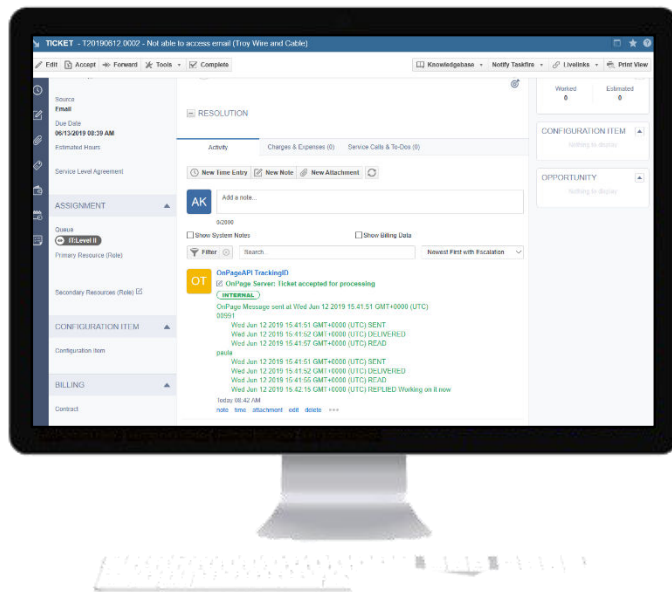 TICKET - T20190612.0002 - Not able to access email (Troy Wire and Cable)
Edit Accept Forward Tools Complete Knowledgebase Notify Taskfire Livelinks Print View
Source
Email
Due Date
06/13/2019 08:39 AM
Estimated Hours
Service Level Agreement
ASSIGNMENT
Queue
IT:Level II
Primary Resource (Role)
Secondary Resources (Role)
CONFIGURATION ITEM
Configuration Item
BILLING
Contract
RESOLUTION
Activity Charges & Expenses (0) Service Calls & To-Dos (0)
New Time Entry New Note New Attachment
AK Add a note...
0/2000
Show System Notes Show Billing Data
Filter Search... Newest First with Escalation
OT
OnPageAPI TrackingID
OnPage Server: Ticket accepted for processing
INTERNAL
OnPage Message sent at Wed Jun 12 2019 15:41:51 GMT+0000 (UTC)
00591
Wed Jun 12 2019 15:41:51 GMT+0000 (UTC) SENT
Wed Jun 12 2019 15:41:52 GMT+0000 (UTC) DELIVERED
Wed Jun 12 2019 15:41:57 GMT+0000 (UTC) READ
paula
Wed Jun 12 2019 15:41:51 GMT+0000 (UTC) SENT
Wed Jun 12 2019 15:41:52 GMT+0000 (UTC) DELIVERED
Wed Jun 12 2019 15:41:55 GMT+0000 (UTC) READ
Wed Jun 12 2019 15:42:15 GMT+0000 (UTC) REPLIED Working on it now
Today 08:42 AM
note time attachment edit delete
Worked Estimated
0 0
CONFIGURATION ITEM
Nothing to display
OPPORTUNITY
Nothing to display